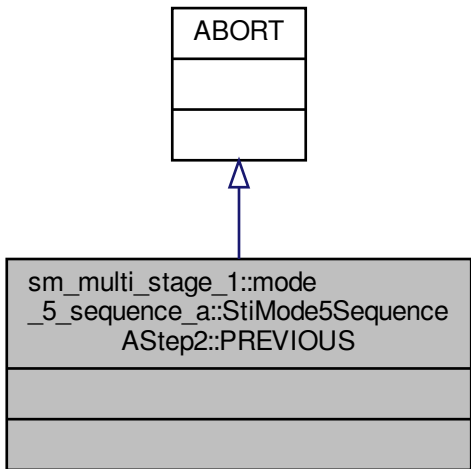 ABORT
sm_multi_stage_1::mode
_5_sequence_a::StiMode5Sequence
AStep2::PREVIOUS